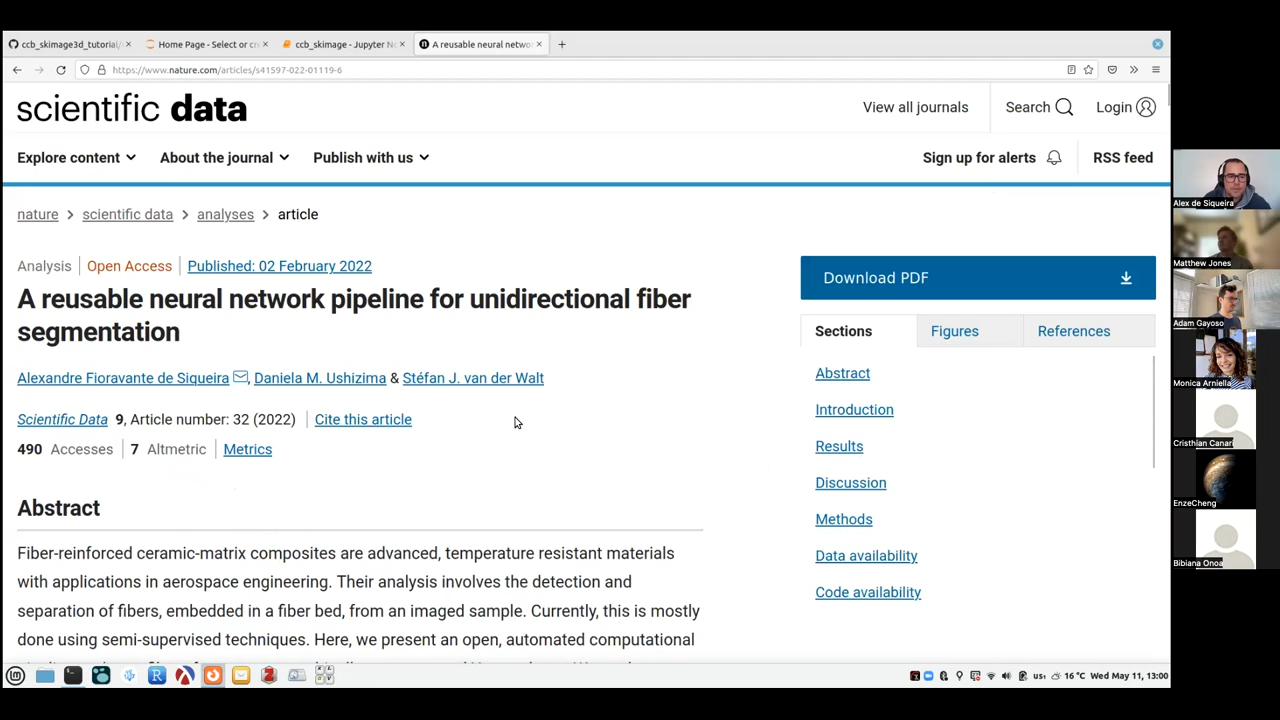 ccb_skimage3d_tutorial/
Home Page - Select or cr
ccb_skimage - Jupyter N
A reusable neural netwo
https://www.nature.com/articles/s41597-022-01119-6
scientific data
View all journals
Search
Login
Explore content
About the journal
Publish with us
Sign up for alerts
RSS feed
nature > scientific data > analyses > article
Analysis | Open Access | Published: 02 February 2022
A reusable neural network pipeline for unidirectional fiber
segmentation
Alexandre Fioravante de Siqueira, Daniela M. Ushizima & Stéfan J. van der Walt
Scientific Data 9, Article number: 32 (2022) | Cite this article
490 Accesses | 7 Altmetric | Metrics
Abstract
Fiber-reinforced ceramic-matrix composites are advanced, temperature resistant materials
with applications in aerospace engineering. Their analysis involves the detection and
separation of fibers, embedded in a fiber bed, from an imaged sample. Currently, this is mostly
done using semi-supervised techniques. Here, we present an open, automated computational
Download PDF
Sections
Figures
References
Abstract
Introduction
Results
Discussion
Methods
Data availability
Code availability
us1
16 °C
Wed May 11, 13:00
Alex de Siqueira
Matthew Jones
Adam Gayoso
Monica Arniella
Cristhian Canari
EnzeCheng
Bibiana Onoa